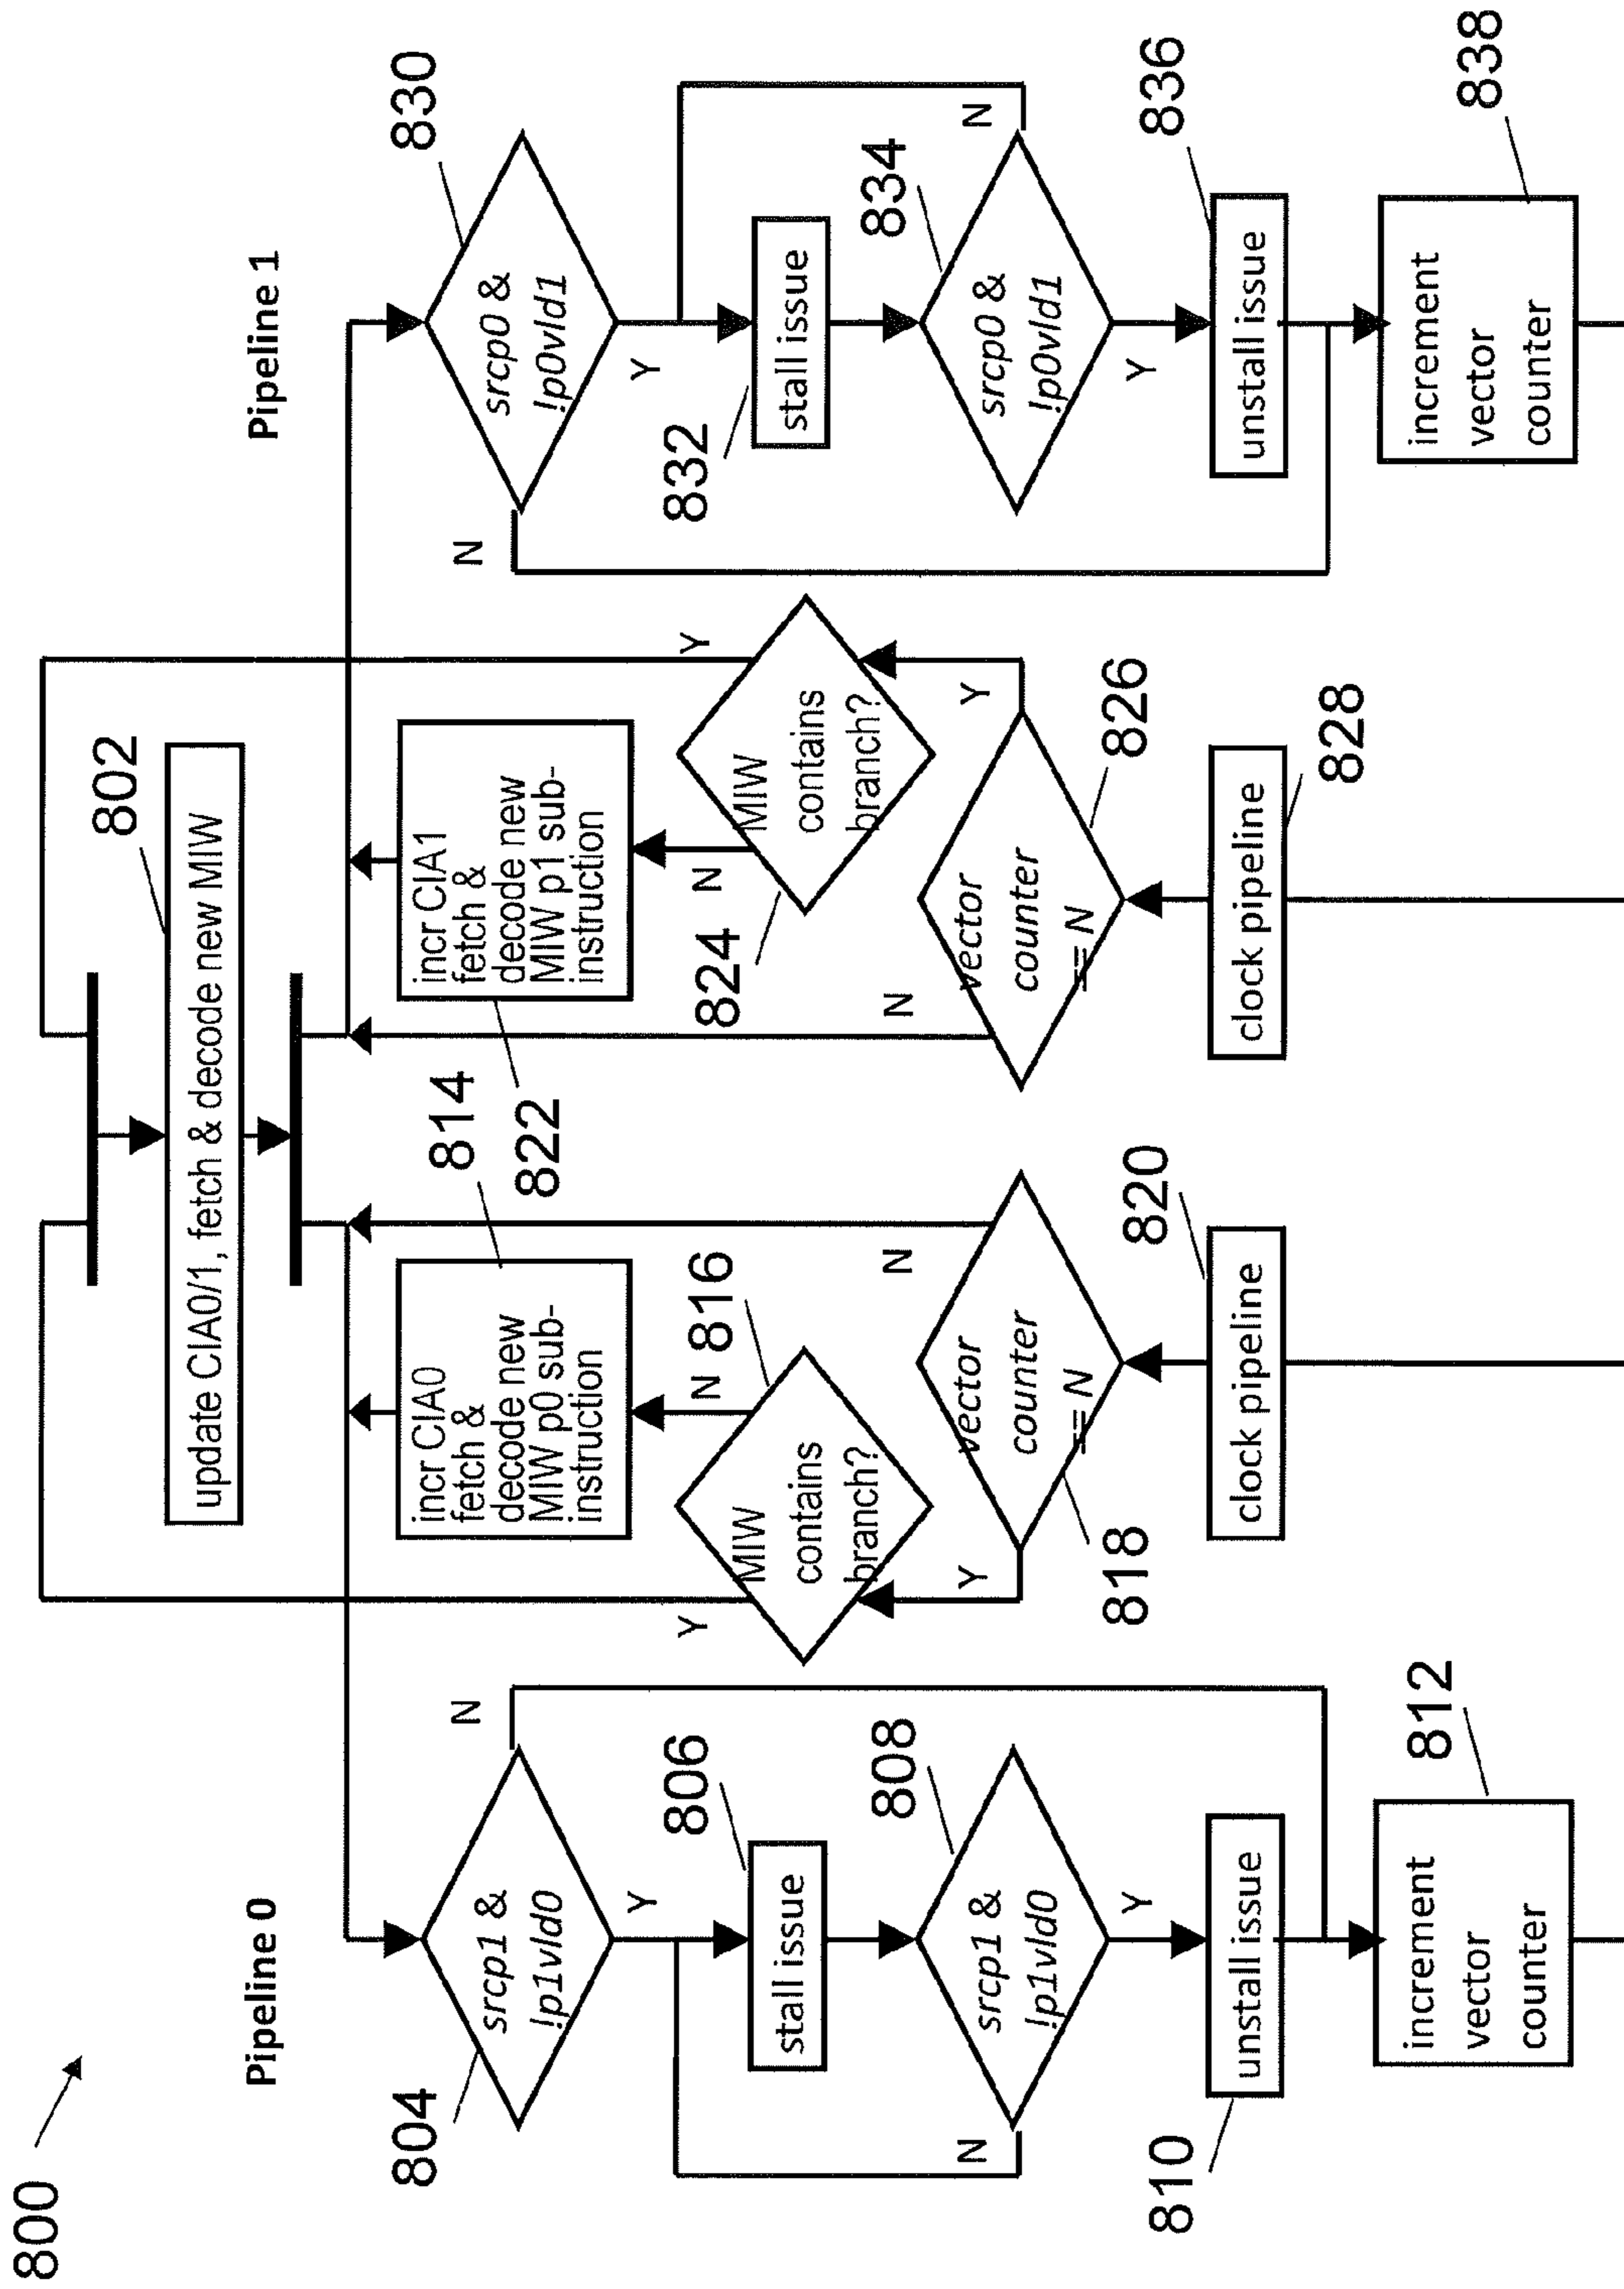 800
802
update CIA0/1, fetch & decode new MIW
Pipeline 0
Pipeline 1
804
srcp1 &
!p1vld0
N
Y
806
stall issue
808
srcp1 &
!p1vld0
N
Y
810
unstall issue
812
increment
vector
counter
814
incr CIA0
fetch &
decode new
MIW p0 sub-
instruction
816
N
Y
MIW
contains
branch?
818
Y
N
vector
counter
== N
820
clock pipeline
822
incr CIA1
fetch &
decode new
MIW p1 sub-
instruction
824
N
Y
MIW
contains
branch?
826
N
Y
vector
counter
== N
828
clock pipeline
830
srcp0 &
!p0vld1
N
Y
832
stall issue
834
srcp0 &
!p0vld1
N
Y
836
unstall issue
838
increment
vector
counter